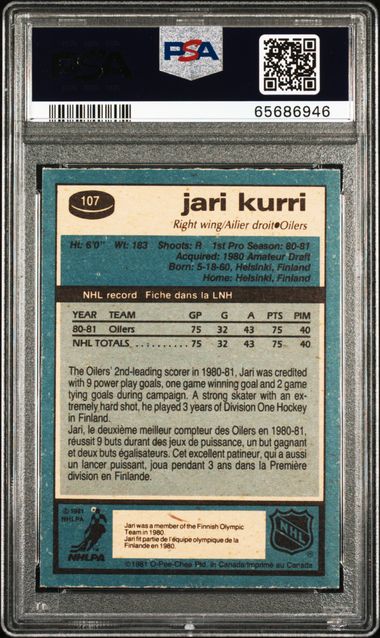 PSA
PSA
65686946
107
jari kurri
Right wing/Ailier droit●Oilers
Ht: 6'0" Wt: 183 Shoots: R 1st Pro Season: 80-81
Acquired: 1980 Amateur Draft
Born: 5-18-60, Helsinki, Finland
Home: Helsinki, Finland
NHL record Fiche dans la LNH
YEAR TEAM GP G A PTS PIM
80-81 Oilers 75 32 43 75 40
NHL TOTALS .......... 75 32 43 75 40
The Oilers' 2nd-leading scorer in 1980-81, Jari was credited
with 9 power play goals, one game winning goal and 2 game
tying goals during campaign. A strong skater with an ex-
tremely hard shot, he played 3 years of Division One Hockey
in Finland.
Jari, le deuxième meilleur compteur des Oilers en 1980-81,
réussit 9 buts durant des jeux de puissance, un but gagnant
et deux buts égalisateurs. Cet excellent patineur, qui a aussi
un lancer puissant, joua pendant 3 ans dans la Première
division en Finlande.
© 1981
NHLPA
NHLPA
Jari was a member of the Finnish Olympic
Team in 1980.
Jari fit partie de l'équipe olympique de la
Finlande en 1980.
NHL
©1981 O-Pee-Chee Ptd. in Canada/Imprimé au Canada